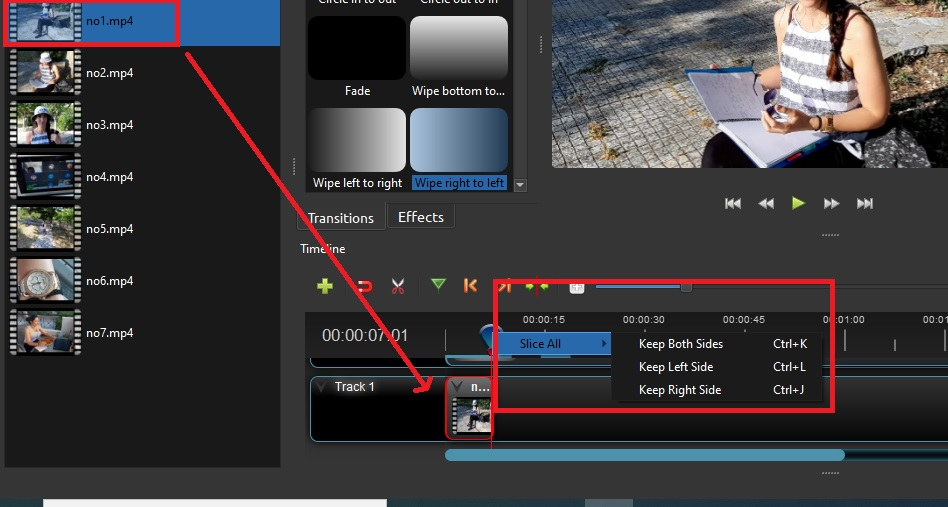 no1.mp4
no2.mp4
no3.mp4
no4.mp4
no5.mp4
no6.mp4
no7.mp4
Circle in to out
Circle out to in
Fade
Wipe bottom to...
Wipe left to right
Wipe right to left
Transitions
Effects
Timeline
00:00:07,01
00:00:15
00:00:30
00:00:45
00:01:00
00:01
Slice All
Keep Both Sides Ctrl+K
Keep Left Side Ctrl+L
Keep Right Side Ctrl+J
Track 1
n...